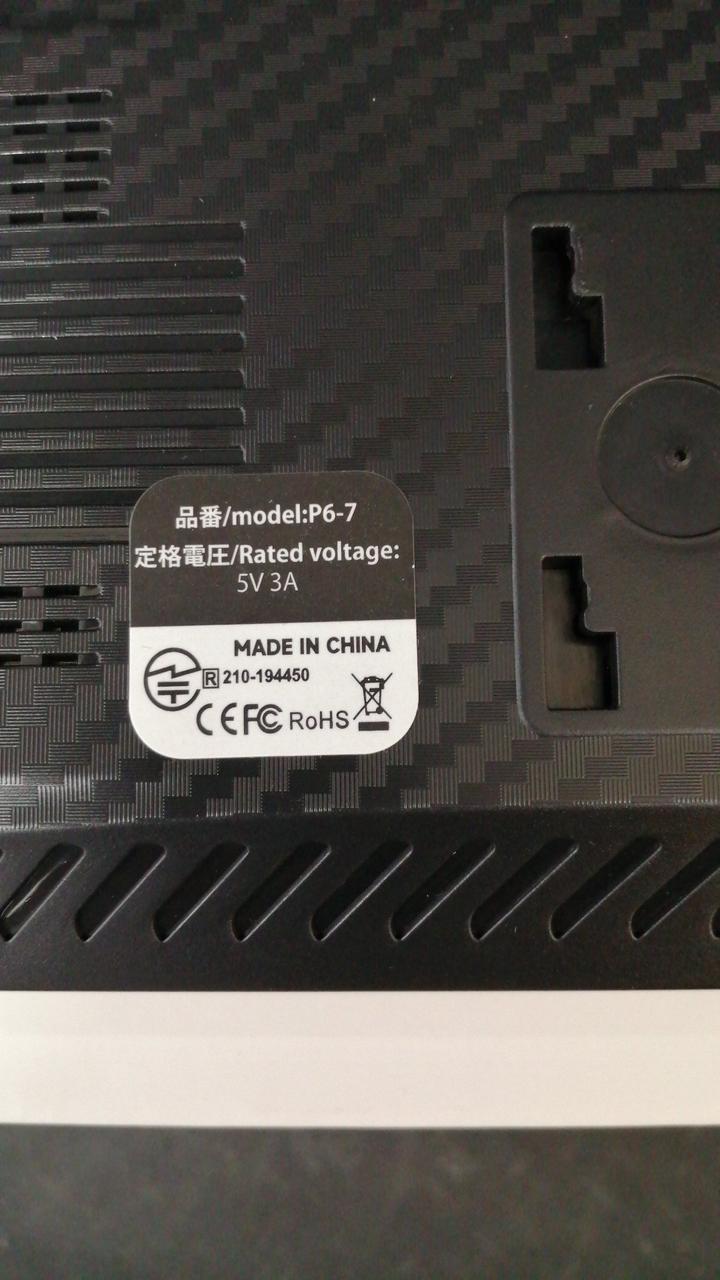 品番/model:P6-7
定格電圧/Rated voltage:
5V 3A
MADE IN CHINA
R 210-194450
CE FC RoHS